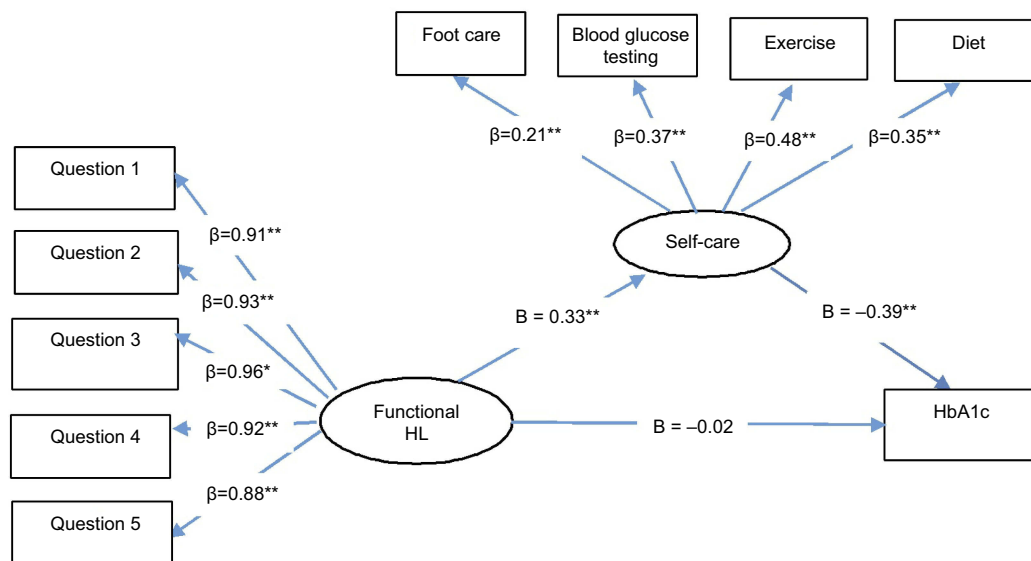 Foot care
Blood glucose
testing
Exercise
Diet
β=0.21**
β=0.37**
β=0.48**
β=0.35**
Question 1
Question 2
Question 3
Question 4
Question 5
β=0.91**
β=0.93**
β=0.96*
β=0.92**
β=0.88**
Self-care
B = 0.33**
B = –0.39**
Functional
HL
B = –0.02
HbA1c